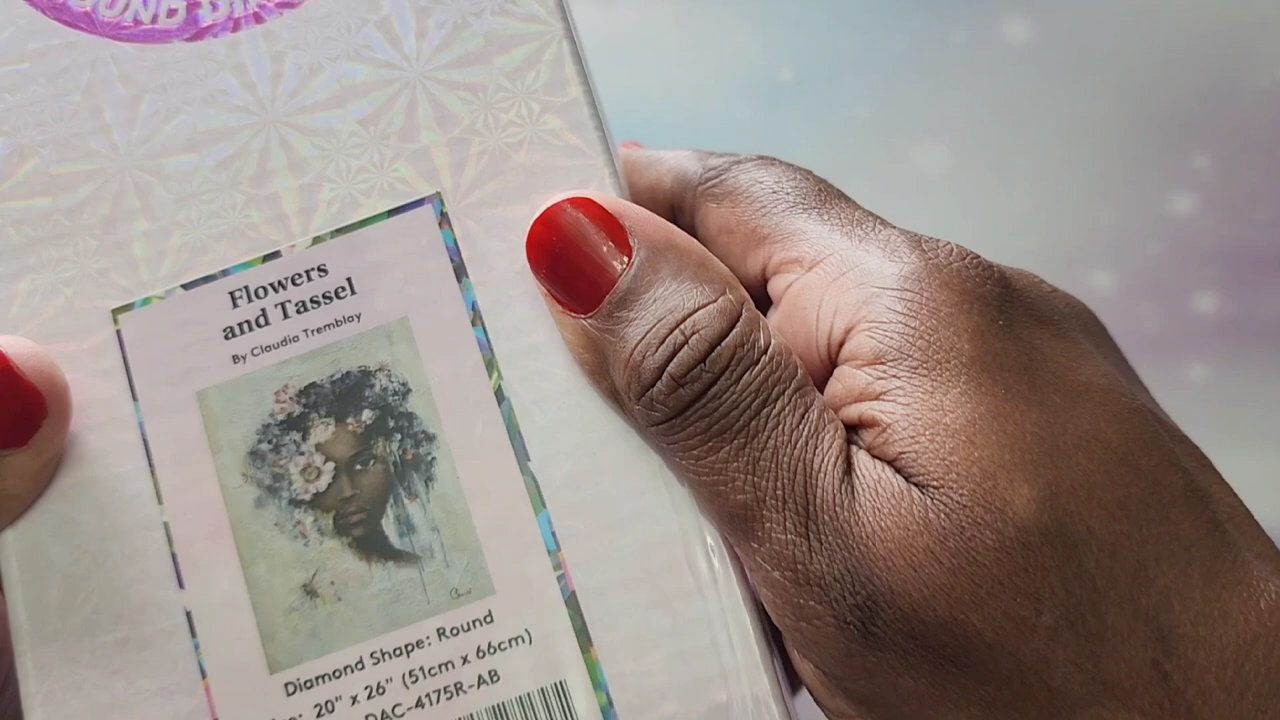 Flowers
and Tassel
By Claudia Tremblay
Diamond Shape: Round
20" x 26" (51cm x 66cm)
DAC-4175R-AB